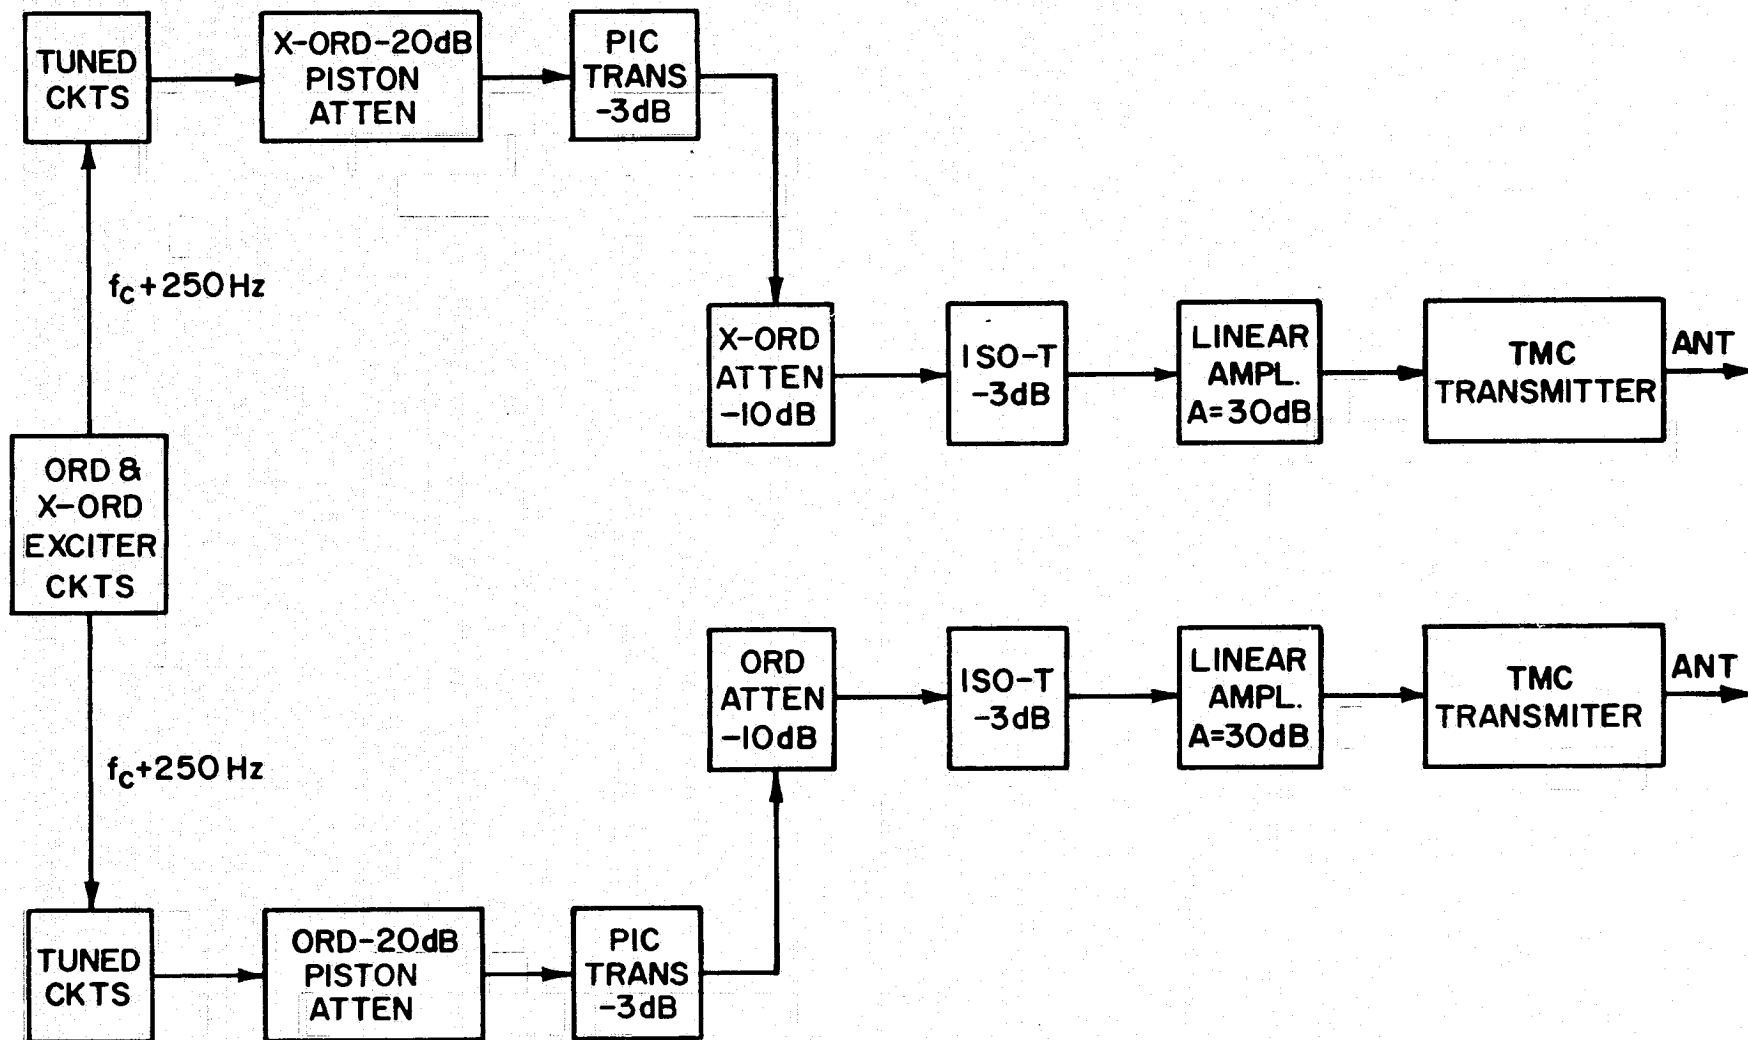 TUNED
CKTS
X-ORD-20dB
PISTON
ATTEN
PIC
TRANS
-3dB
fc+250Hz
X-ORD
ATTEN
-10dB
ISO-T
-3dB
LINEAR
AMPL.
A=30dB
TMC
TRANSMITTER
ANT
ORD &
X-ORD
EXCITER
CKTS
ORD
ATTEN
-10dB
ISO-T
-3dB
LINEAR
AMPL.
A=30dB
TMC
TRANSMITER
ANT
fc+250Hz
TUNED
CKTS
ORD-20dB
PISTON
ATTEN
PIC
TRANS
-3dB